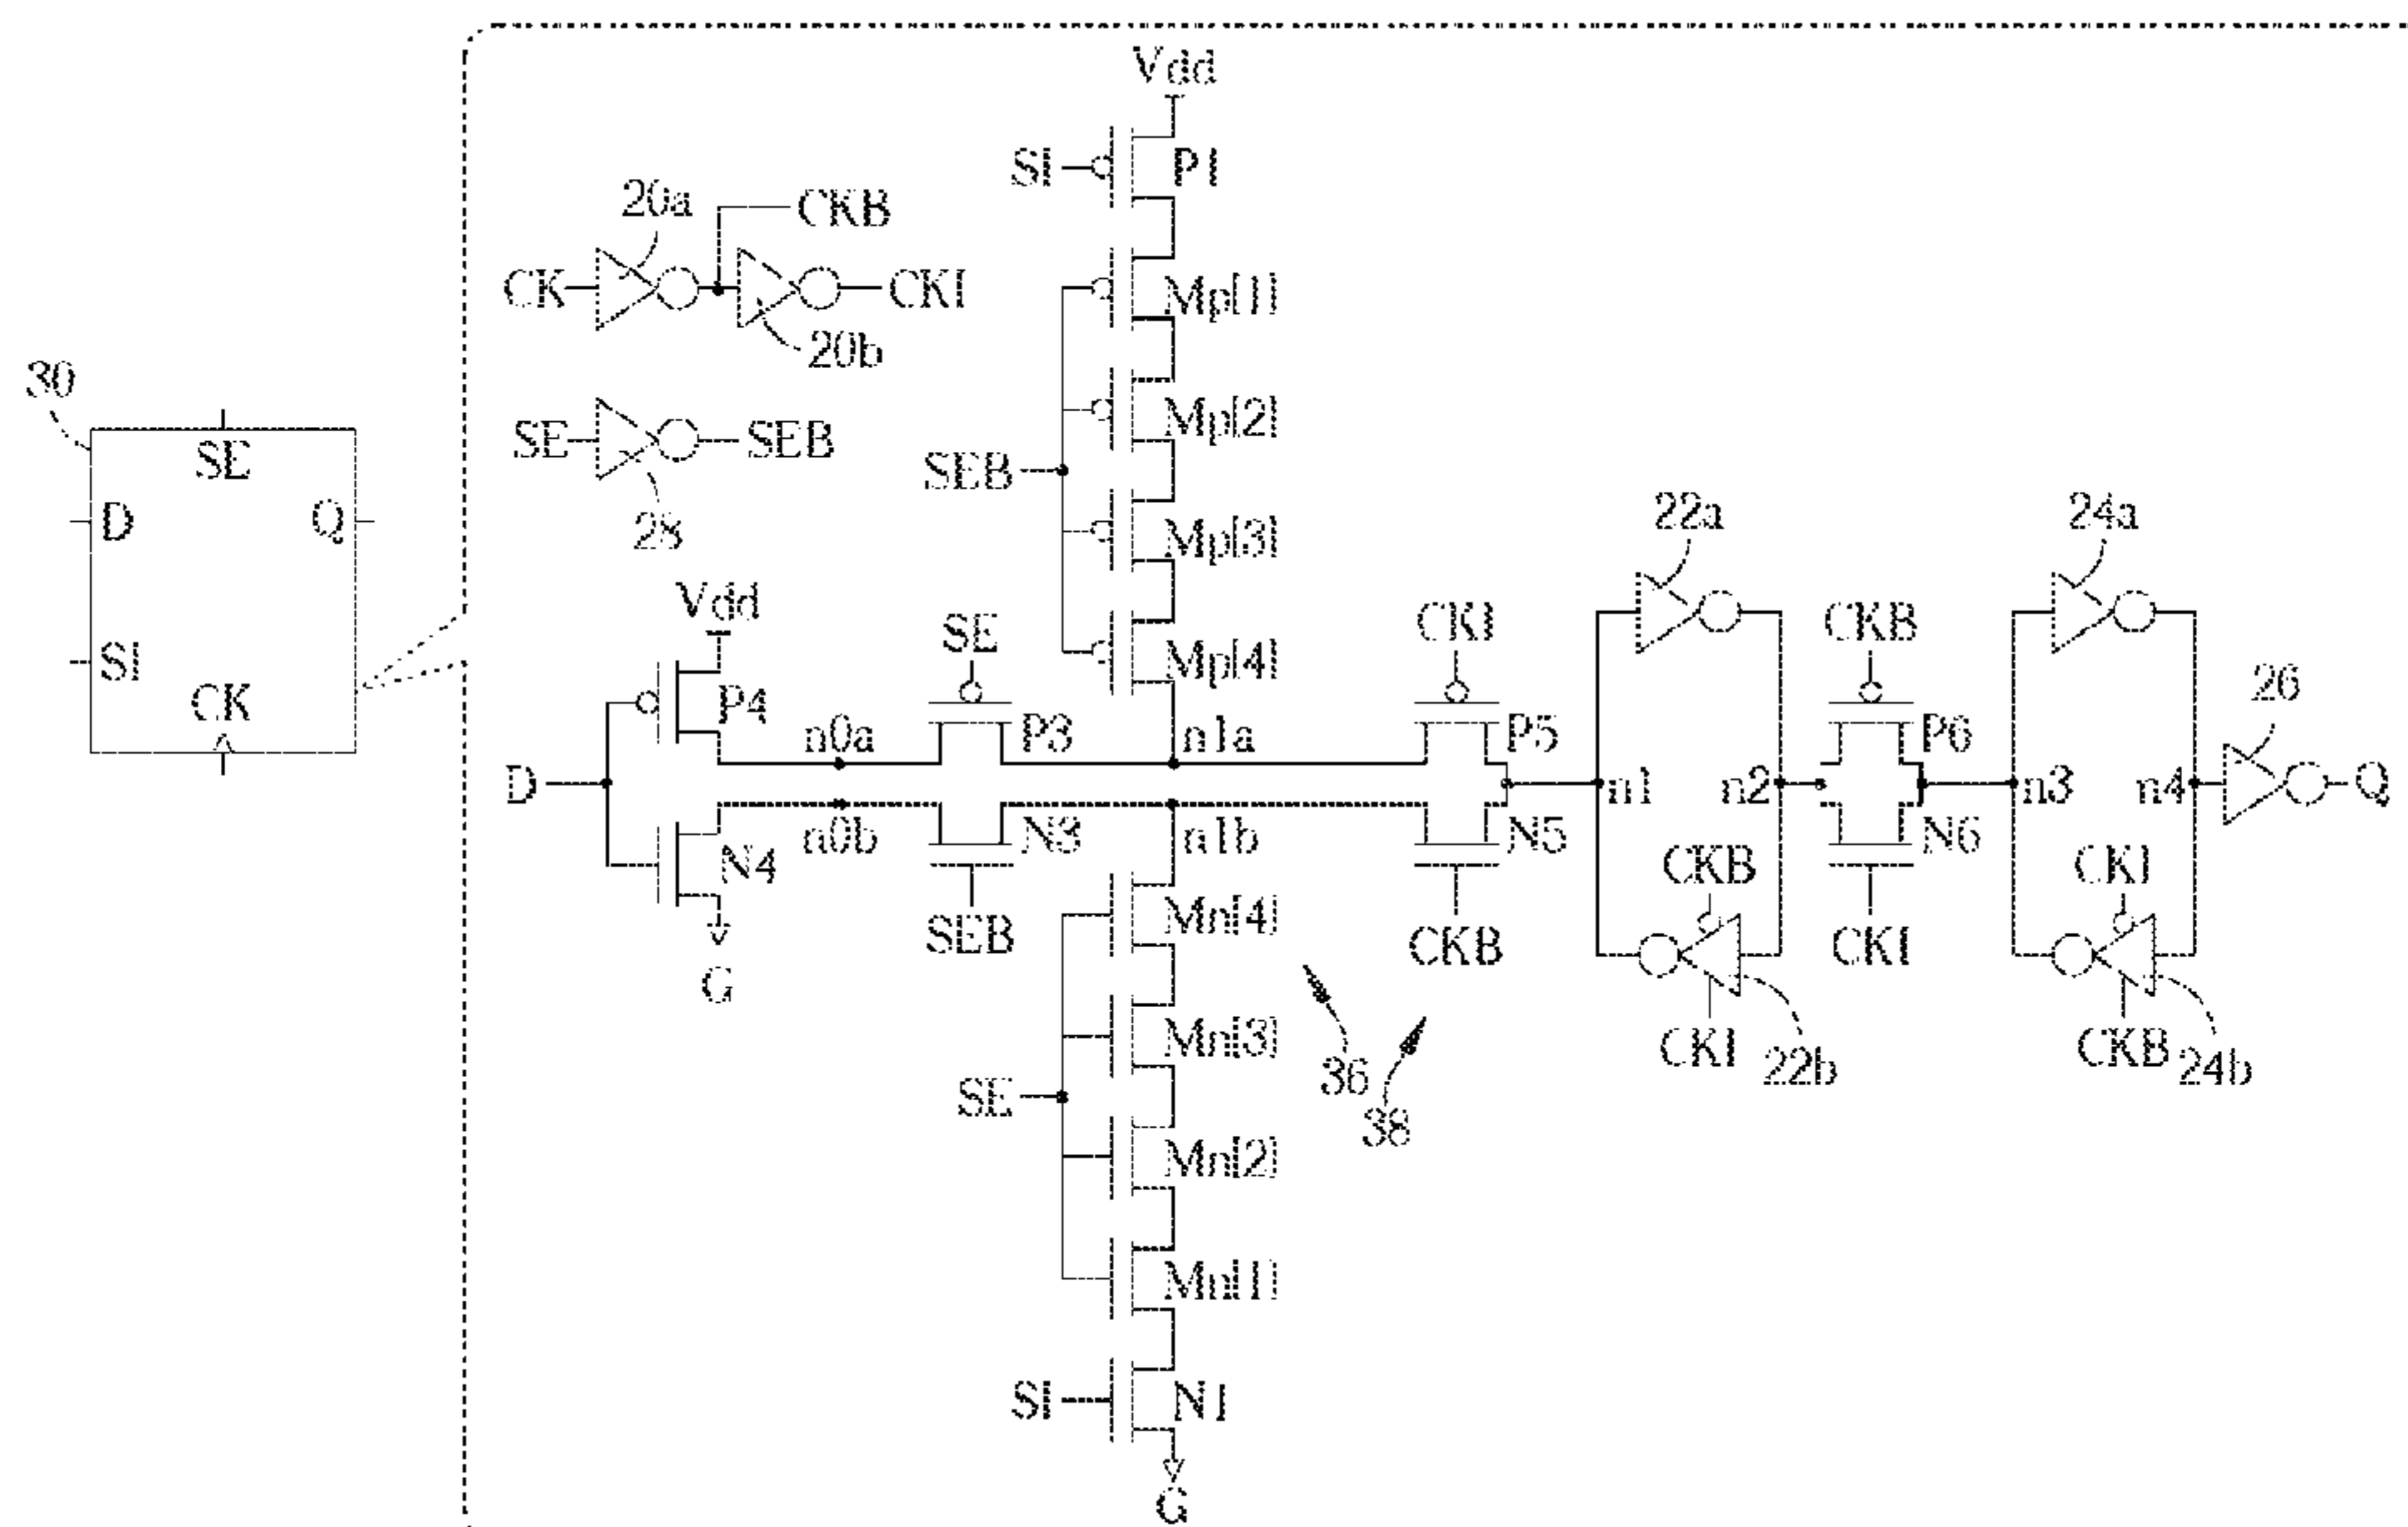 30
SE
D
Q
SI
CK
20a
CKB
CK
CKI
20b
SE
SEB
28
Vdd
SI
P1
Mp[1]
Mp[2]
SEB
Mp[3]
Mp[4]
Vdd
P4
SE
n0a
P3
n1a
CKI
P5
D
n0b
N3
n1b
N5
N4
G
SEB
CKB
Mn[4]
Mn[3]
SE
Mn[2]
Mn[1]
SI
N1
G
36
38
22a
n1
n2
CKB
CKI
22b
CKB
P6
N6
CKI
24a
n3
n4
CKI
CKB
24b
26
Q